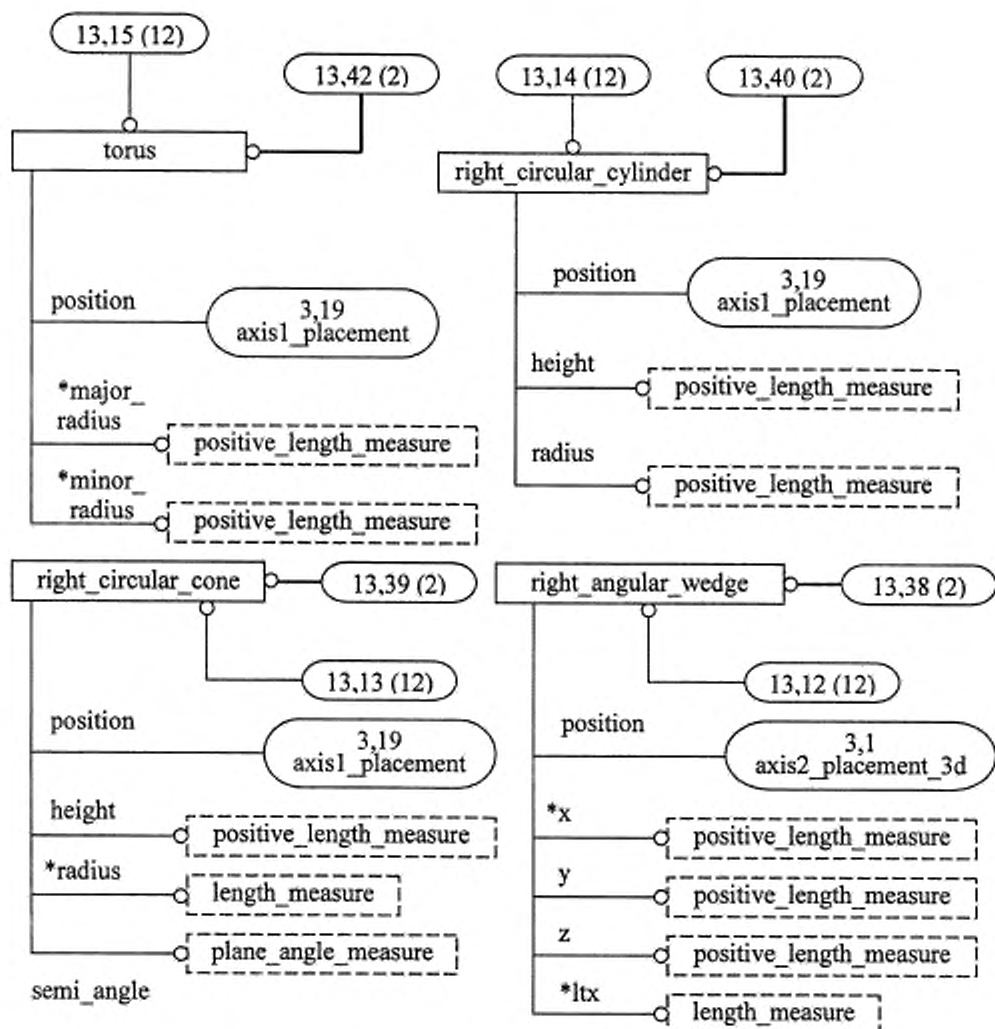 13,15 (12)
13,42 (2)
torus
position
3,19
axis1_placement
*major_
radius
positive_length_measure
*minor_
radius
positive_length_measure
13,14 (12)
13,40 (2)
right_circular_cylinder
position
3,19
axis1_placement
height
positive_length_measure
radius
positive_length_measure
right_circular_cone
13,39 (2)
13,13 (12)
position
3,19
axis1_placement
height
positive_length_measure
*radius
length_measure
plane_angle_measure
semi_angle
right_angular_wedge
13,38 (2)
13,12 (12)
position
3,1
axis2_placement_3d
*x
positive_length_measure
y
positive_length_measure
z
positive_length_measure
*ltx
length_measure